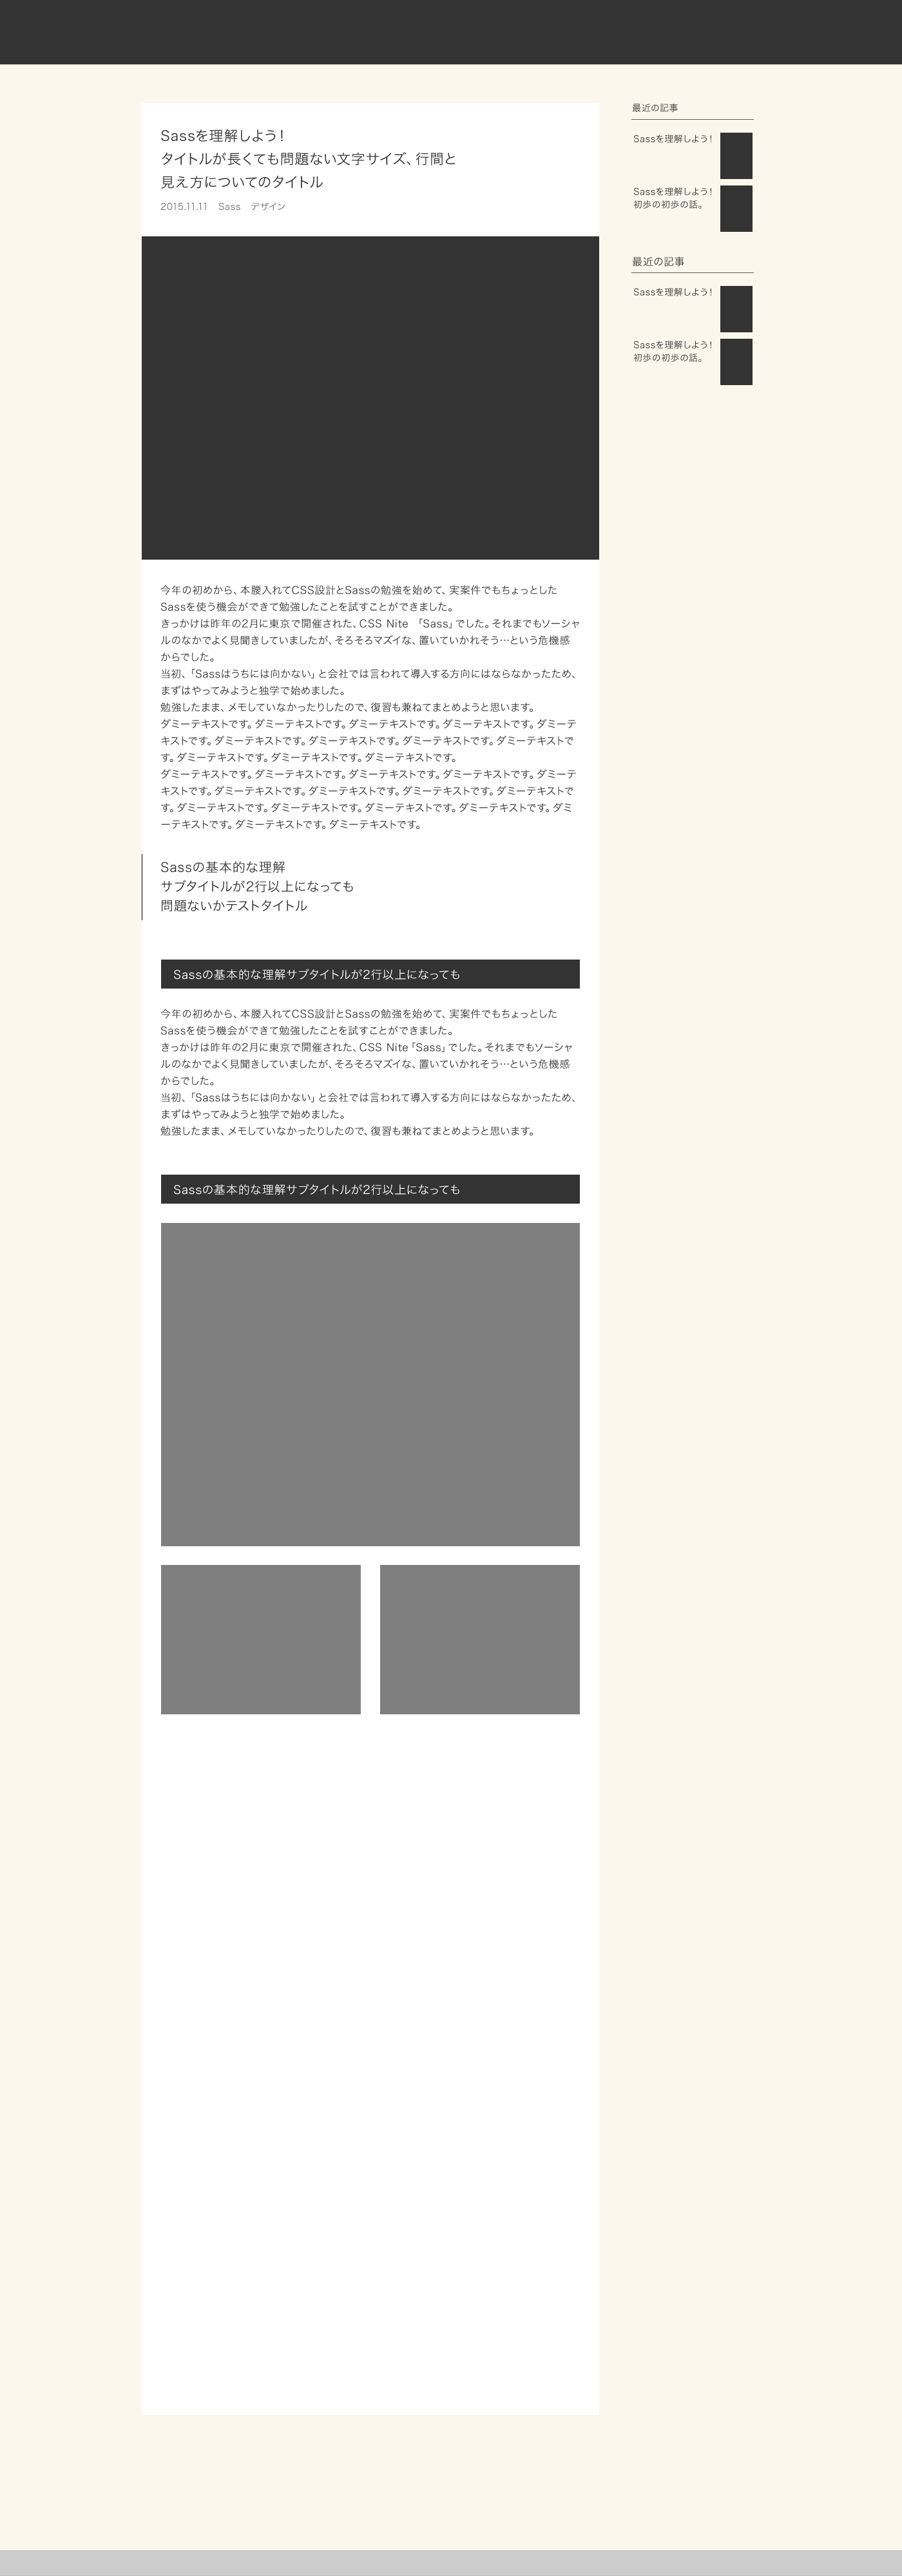 Sassを理解しよう!
タイトルが長くても問題ない文字サイズ、行間と
見え方についてのタイトル
2015.11.11　Sass　デザイン
今年の初めから、本腰入れてCSS設計とSassの勉強を始めて、実案件でもちょっとした
Sassを使う機会ができて勉強したことを試すことができました。
きっかけは昨年の2月に東京で開催された、CSS Nite 「Sass」でした。それまでもソーシャ
ルのなかでよく見聞きしていましたが、そろそろマズイな、置いていかれそう…という危機感
からでした。
当初、「Sassはうちには向かない」と会社では言われて導入する方向にはならなかったため、
まずはやってみようと独学で始めました。
勉強したまま、メモしていなかったりしたので、復習も兼ねてまとめようと思います。
ダミーテキストです。ダミーテキストです。ダミーテキストです。ダミーテキストです。ダミーテ
キストです。ダミーテキストです。ダミーテキストです。ダミーテキストです。ダミーテキストで
す。ダミーテキストです。ダミーテキストです。ダミーテキストです。
ダミーテキストです。ダミーテキストです。ダミーテキストです。ダミーテキストです。ダミーテ
キストです。ダミーテキストです。ダミーテキストです。ダミーテキストです。ダミーテキストで
す。ダミーテキストです。ダミーテキストです。ダミーテキストです。ダミーテキストです。ダミ
ーテキストです。ダミーテキストです。ダミーテキストです。
Sassの基本的な理解
サブタイトルが2行以上になっても
問題ないかテストタイトル
Sassの基本的な理解サブタイトルが2行以上になっても
今年の初めから、本腰入れてCSS設計とSassの勉強を始めて、実案件でもちょっとした
Sassを使う機会ができて勉強したことを試すことができました。
きっかけは昨年の2月に東京で開催された、CSS Nite「Sass」でした。それまでもソーシャ
ルのなかでよく見聞きしていましたが、そろそろマズイな、置いていかれそう…という危機感
からでした。
当初、「Sassはうちには向かない」と会社では言われて導入する方向にはならなかったため、
まずはやってみようと独学で始めました。
勉強したまま、メモしていなかったりしたので、復習も兼ねてまとめようと思います。
Sassの基本的な理解サブタイトルが2行以上になっても
最近の記事
Sassを理解しよう!
Sassを理解しよう!
初歩の初歩の話。
最近の記事
Sassを理解しよう!
Sassを理解しよう!
初歩の初歩の話。